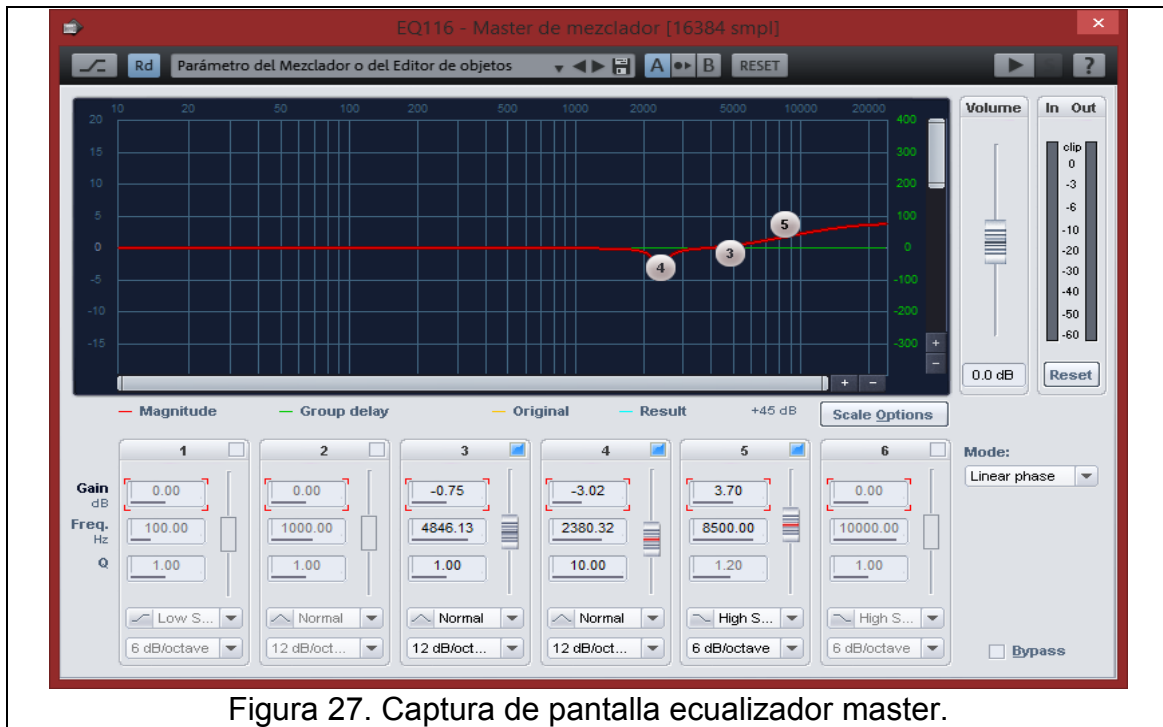 EQ116 - Master de mezclador [16384 smpl]
Rd Parámetro del Mezclador o del Editor de objetos A B RESET S ?
10 20 50 100 200 500 1000 2000 5000 10000 20000
20 400
15 300
10 200
5 100
0 0
-5 -100
-10 -200
-15 -300
5
3
4
+ -
+
-
Volume
0.0 dB
In Out
clip
0
-3
-6
-10
-20
-30
-40
-50
-60
Reset
Magnitude Group delay Original Result +45 dB Scale Options
1 2 3 4 5 6
Gain dB 0.00 0.00 -0.75 -3.02 3.70 0.00
Freq. Hz 100.00 1000.00 4846.13 2380.32 8500.00 10000.00
Q 1.00 1.00 1.00 10.00 1.20 1.00
Low S... Normal Normal Normal High S... High S...
6 dB/octave 12 dB/oct... 12 dB/oct... 12 dB/oct... 6 dB/octave 6 dB/octave
Mode:
Linear phase
Bypass
Figura 27. Captura de pantalla ecualizador master.